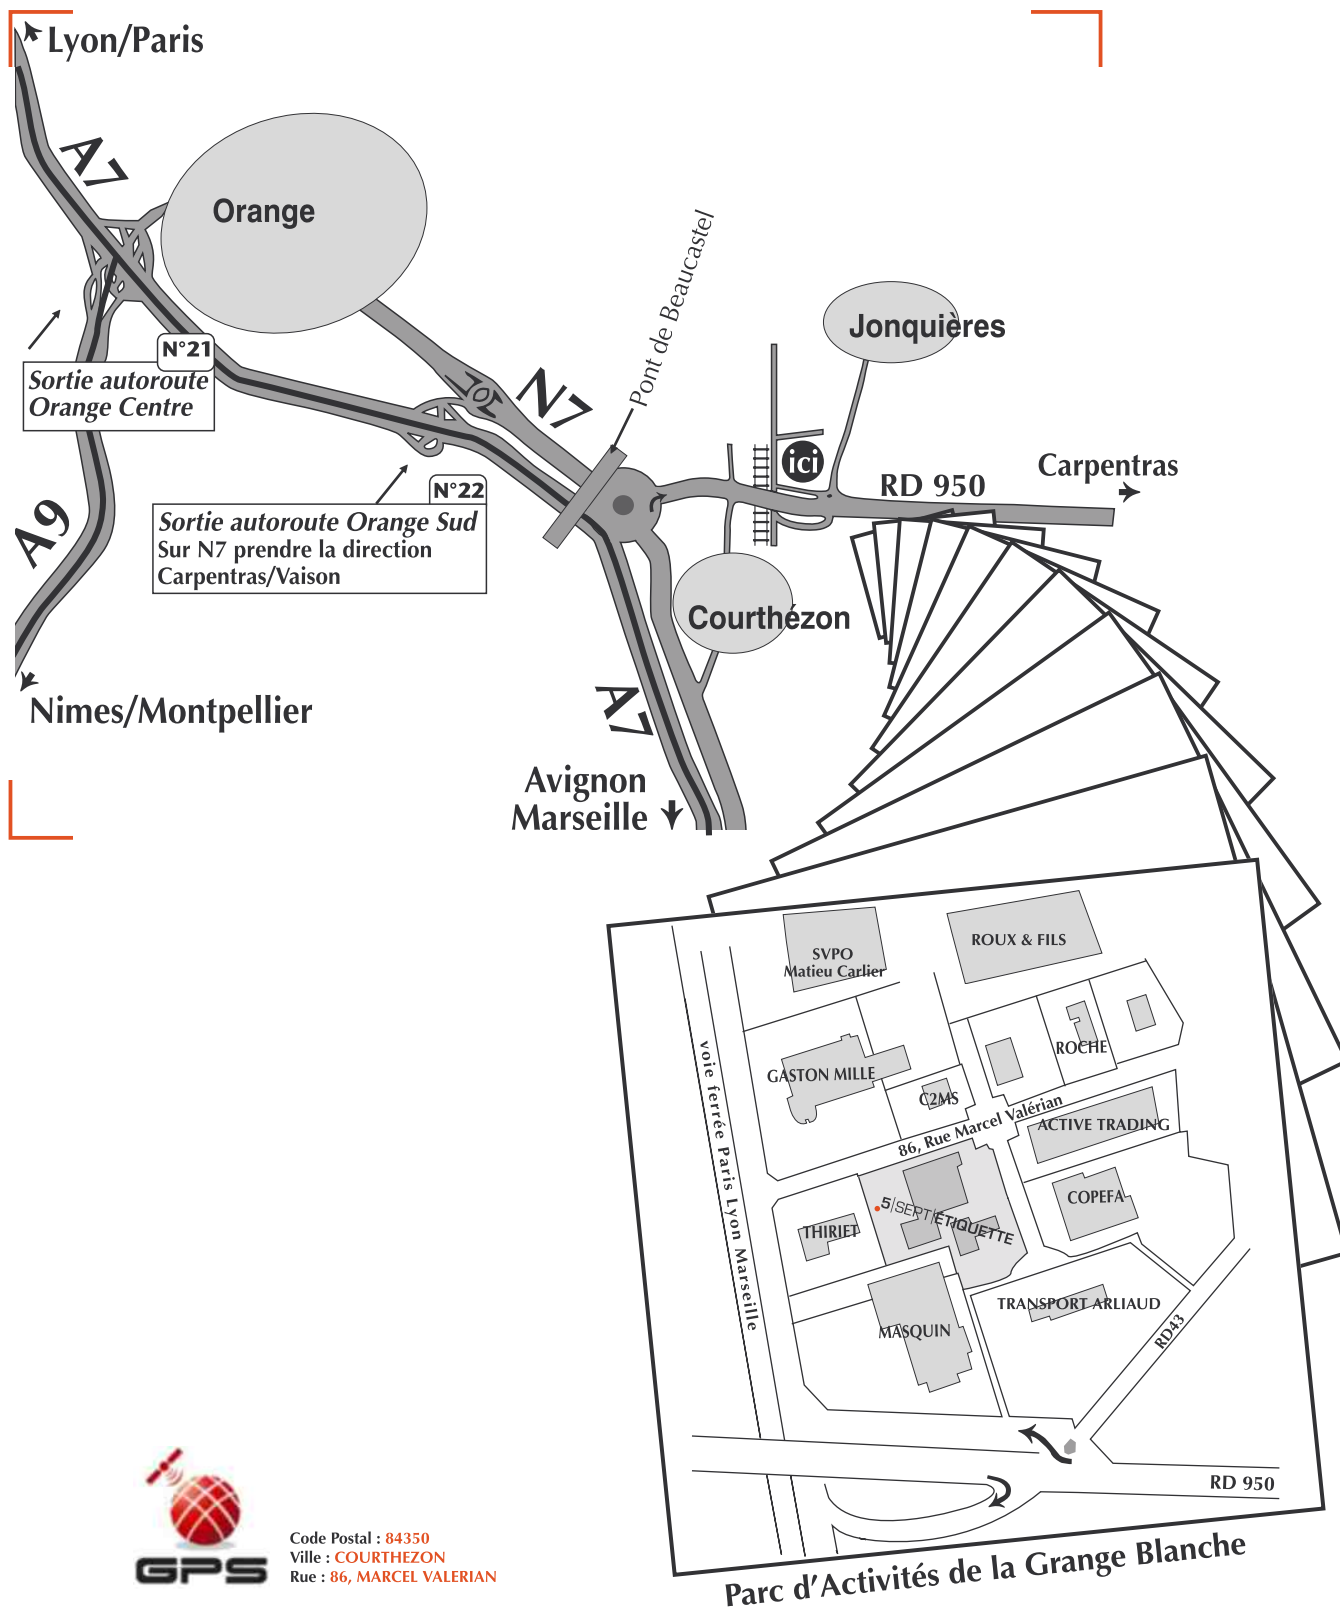 Lyon/Paris
A7
Orange
Pont de Beaucastel
Jonquières
N°21
Sortie autoroute
Orange Centre
N7
ici
Carpentras
RD 950
N°22
Sortie autoroute Orange Sud
Sur N7 prendre la direction
Carpentras/Vaison
A9
Courthézon
Nimes/Montpellier
A7
Avignon
Marseille
SVPO
Matieu Carlier
ROUX & FILS
voie ferrée Paris Lyon Marseille
GASTON MILLE
ROCHE
C2MS
86, Rue Marcel Valérian
ACTIVE TRADING
COPEFA
5/SEPT/ETIQUETTE
THIRIET
TRANSPORT ARLIAUD
MASQUIN
RD43
RD 950
GPS
Code Postal : 84350
Ville : COURTHEZON
Rue : 86, MARCEL VALERIAN
Parc d'Activités de la Grange Blanche